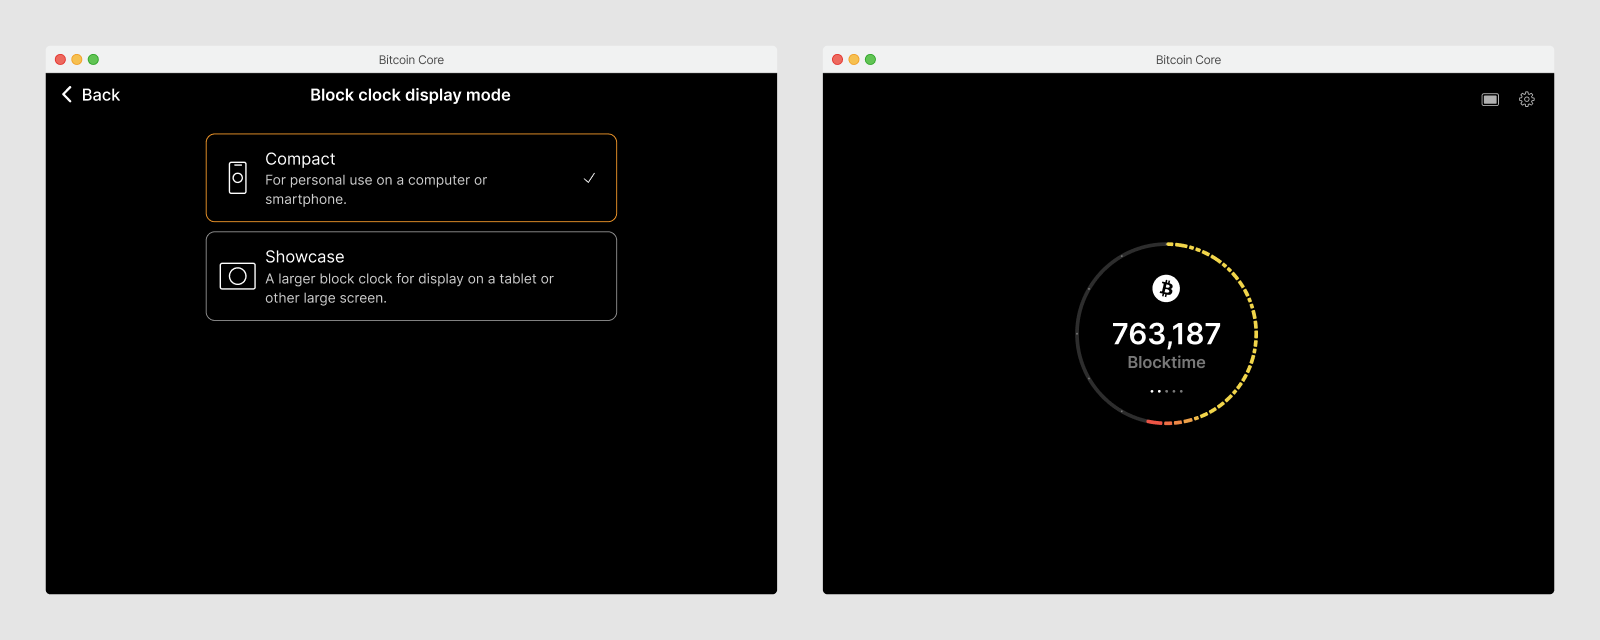 Bitcoin Core
Back
Block clock display mode
Compact
For personal use on a computer or
smartphone.
Showcase
A larger block clock for display on a tablet or
other large screen.
Bitcoin Core
763,187
Blocktime